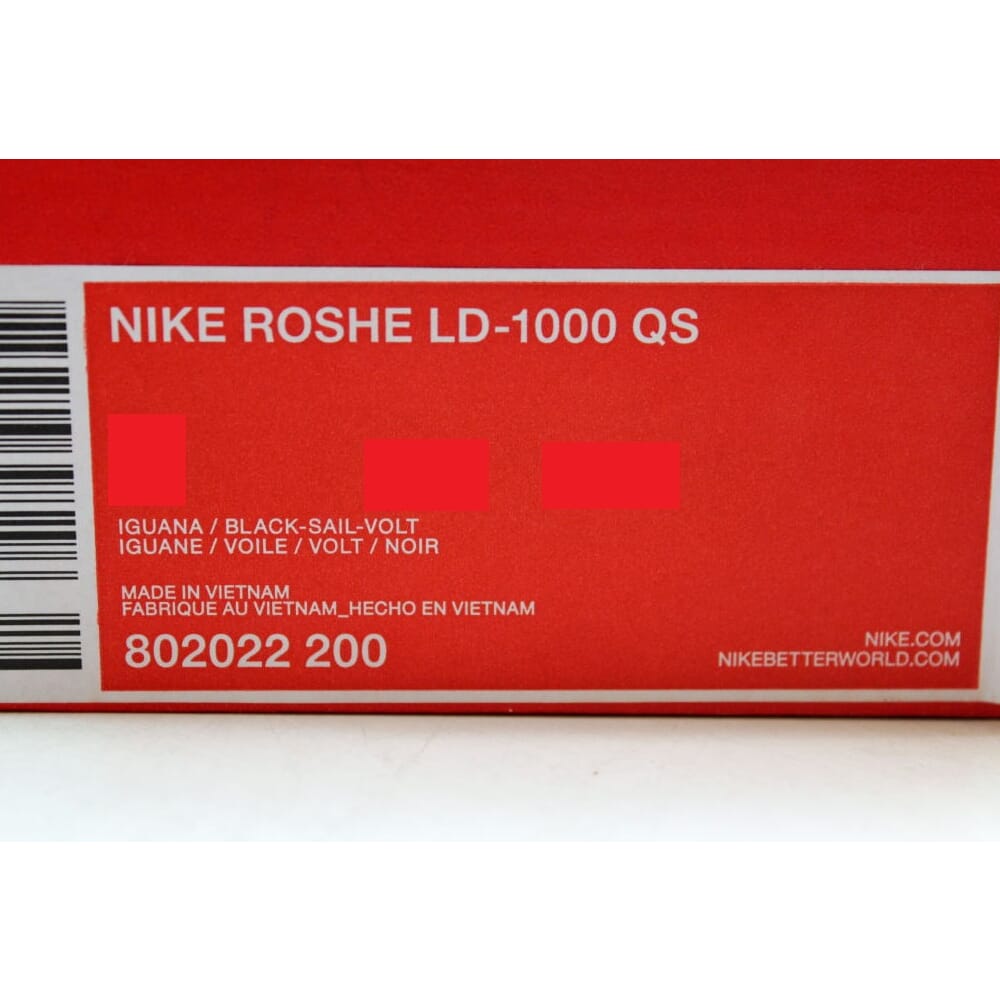 NIKE ROSHE LD-1000 QS
IGUANA / BLACK-SAIL-VOLT
IGUANE / VOILE / VOLT / NOIR
MADE IN VIETNAM
FABRIQUE AU VIETNAM_HECHO EN VIETNAM
802022 200
NIKE.COM
NIKEBETTERWORLD.COM